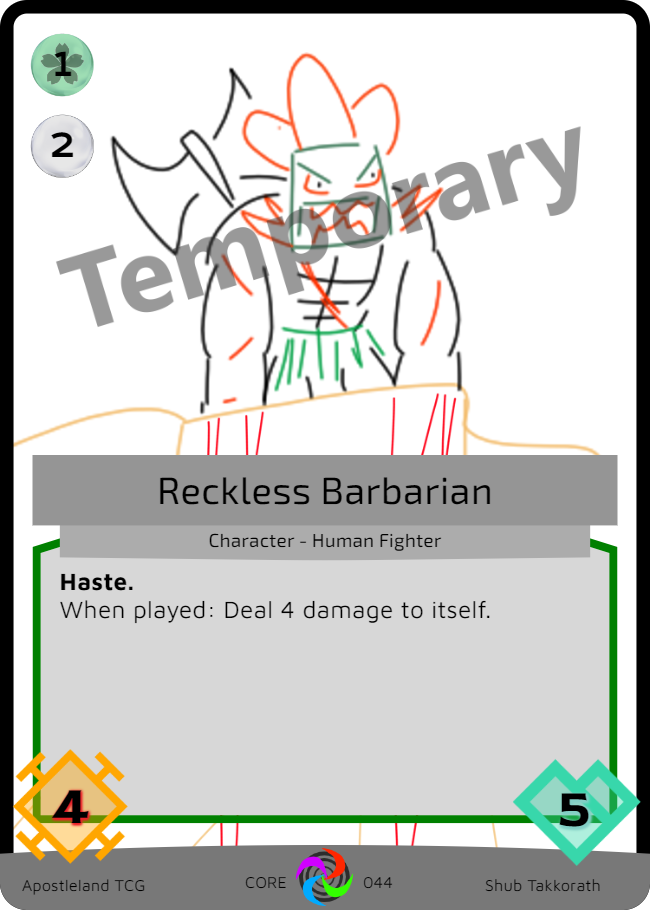 1
2
Temporary
Reckless Barbarian
Character - Human Fighter
Haste.
When played: Deal 4 damage to itself.
4
5
Apostleland TCG
CORE 044
Shub Takkorath